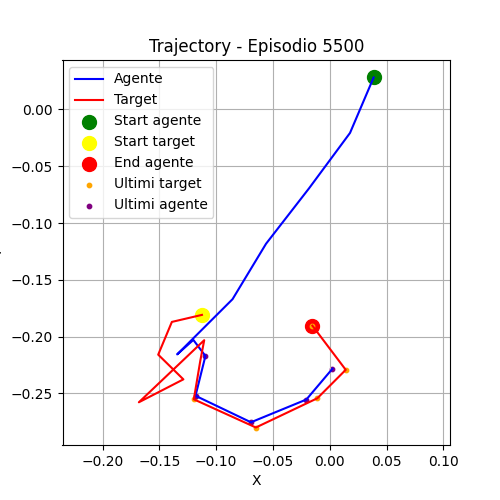 Trajectory - Episodio 5500
Agente
Target
Start agente
Start target
End agente
Ultimi target
Ultimi agente
0.00
−0.05
−0.10
−0.15
−0.20
−0.25
−0.20 −0.15 −0.10 −0.05 0.00 0.05 0.10
X